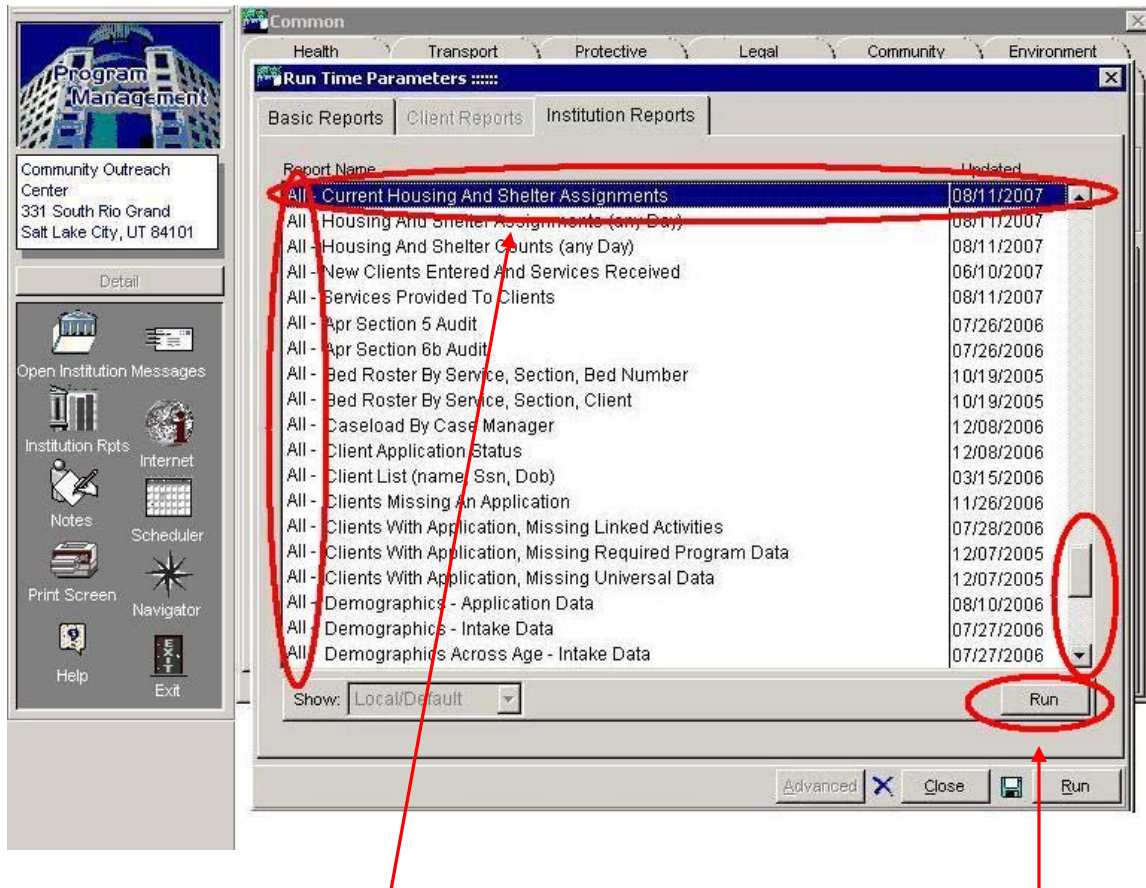 Program
Management
Community Outreach
Center
331 South Rio Grand
Salt Lake City, UT 84101
Detail
Open Institution Messages
Institution Rpts
Internet
Notes
Scheduler
Print Screen
Navigator
Help
EXIT
Exit
Common
Health Transport Protective Legal Community Environment
Run Time Parameters ::::::
Basic Reports Client Reports Institution Reports
Report Name Updated
All - Current Housing And Shelter Assignments 08/11/2007
All - Housing And Shelter Assignments (any Day) 08/11/2007
All - Housing And Shelter Counts (any Day) 08/11/2007
All - New Clients Entered And Services Received 06/10/2007
All - Services Provided To Clients 08/11/2007
All - Apr Section 5 Audit 07/26/2006
All - Apr Section 6b Audit 07/26/2006
All - Bed Roster By Service, Section, Bed Number 10/19/2005
All - Bed Roster By Service, Section, Client 10/19/2005
All - Caseload By Case Manager 12/08/2006
All - Client Application Status 12/08/2006
All - Client List (name, Ssn, Dob) 03/15/2006
All - Clients Missing An Application 11/26/2006
All - Clients With Application, Missing Linked Activities 07/28/2006
All - Clients With Application, Missing Required Program Data 12/07/2005
All - Clients With Application, Missing Universal Data 12/07/2005
All - Demographics - Application Data 08/10/2006
All - Demographics - Intake Data 07/27/2006
All - Demographics Across Age - Intake Data 07/27/2006
Show: Local/Default Run
Advanced Close Run